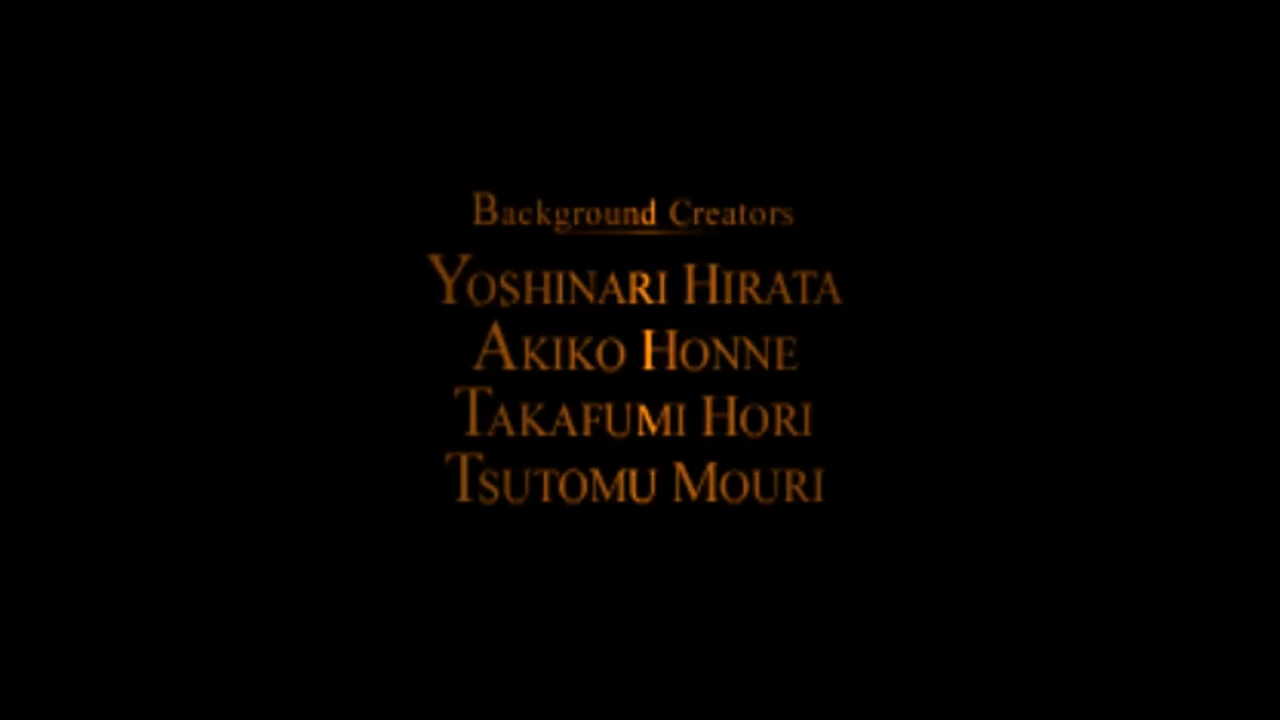 Background Creators
YOSHINARI HIRATA
AKIKO HONNE
TAKAFUMI HORI
TSUTOMU MOURI